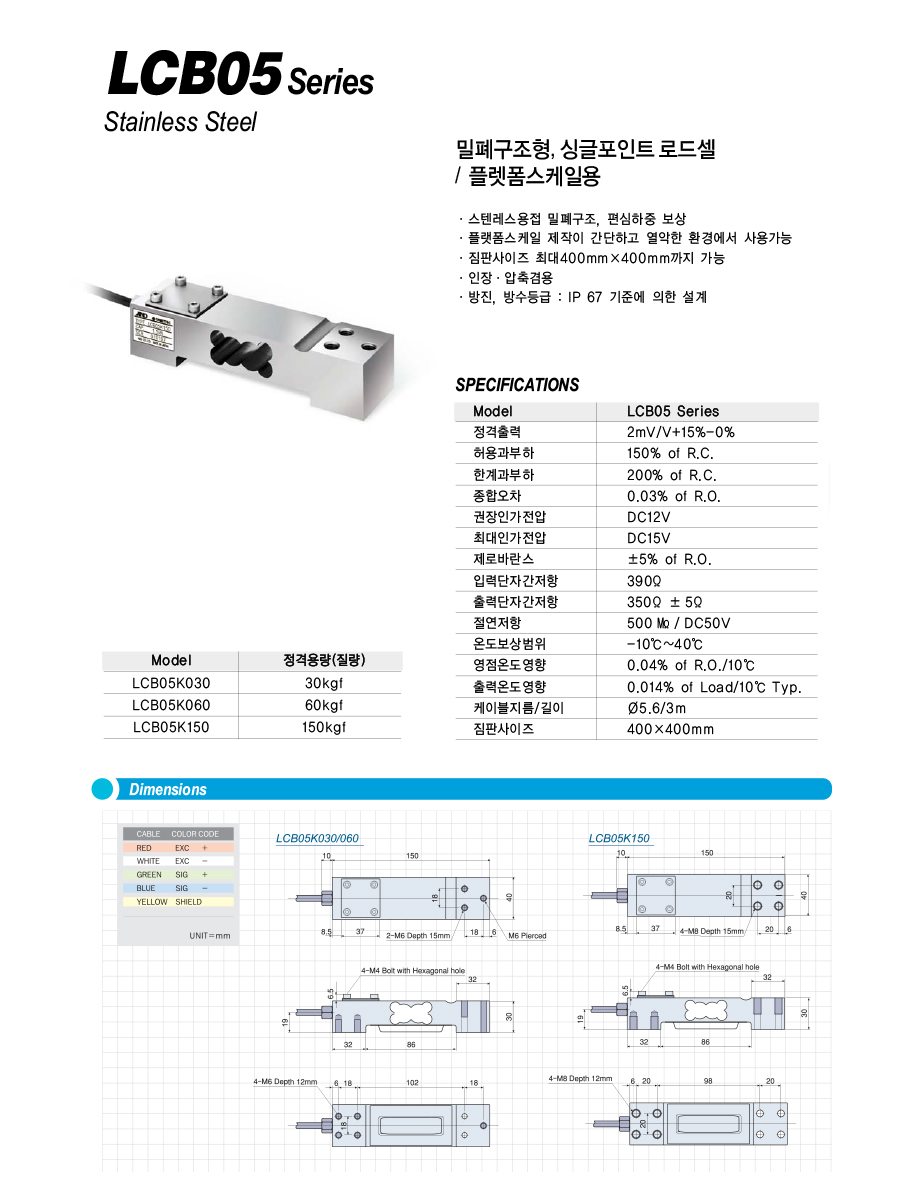 LCB05 Series
Stainless Steel
밀폐구조형, 싱글포인트 로드셀
/ 플렛폼스케일용
· 스텐레스용접 밀폐구조, 편심하중 보상
· 플랫폼스케일 제작이 간단하고 열악한 환경에서 사용가능
· 짐판사이즈 최대400mm×400mm까지 가능
· 인장 · 압축겸용
· 방진, 방수등급 : IP 67 기준에 의한 설계
AND
SPECIFICATIONS
Model LCB05 Series
정격출력 2mV/V+15%-0%
허용과부하 150% of R.C.
한계과부하 200% of R.C.
종합오차 0.03% of R.O.
권장인가전압 DC12V
최대인가전압 DC15V
제로바란스 ±5% of R.O.
입력단자간저항 390Ω
출력단자간저항 350Ω ± 5Ω
절연저항 500 ㏁ / DC50V
온도보상범위 -10℃~40℃
영점온도영향 0.04% of R.O./10℃
출력온도영향 0.014% of Load/10℃ Typ.
케이블지름/길이 Ø5.6/3m
짐판사이즈 400×400mm
Model 정격용량(질량)
LCB05K030 30kgf
LCB05K060 60kgf
LCB05K150 150kgf
Dimensions
CABLE COLOR CODE
RED EXC +
WHITE EXC −
GREEN SIG +
BLUE SIG −
YELLOW SHIELD
UNIT=mm
LCB05K030/060
10 150
18 40
8.5 37 2-M6 Depth 15mm 18 6 M6 Pierced
4-M4 Bolt with Hexagonal hole
32
6.5
19 30
32 86
4-M6 Depth 12mm 6 18 102 18
18
LCB05K150
10 150
20 40
8.5 37 4-M8 Depth 15mm 20 6
4-M4 Bolt with Hexagonal hole
32
6.5
19 30
32 86
4-M8 Depth 12mm 6 20 98 20
20